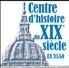 Centre
d'histoire
du XIXe
siècle
EA 3550